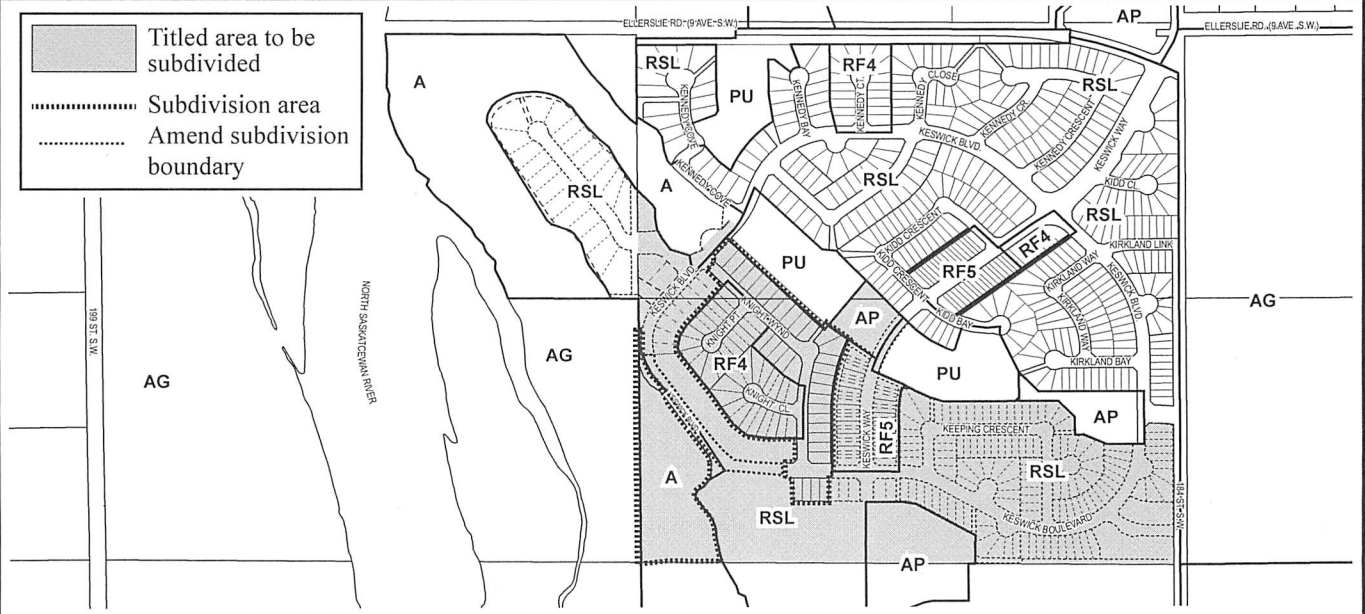 Titled area to be
subdivided
Subdivision area
Amend subdivision
boundary
ELLERSLIE RD. (9 AVE. S.W.)
AP
ELLERSLIE RD. (9 AVE. S.W.)
A
RSL
KENNEDY COVE
PU
KENNEDY BAY
RF4
KENNEDY CT.
KENNEDY
CLOSE
KENNEDY CR.
RSL
KENNEDY CRESCENT
KESWICK WAY
KESWICK BLVD.
RSL
A
KENNEDY COVE
RSL
KIDD CL.
RSL
KIDD CRESCENT
KIDD CRESCENT
RF5
RF4
KIRKLAND LINK
KIRKLAND WAY
KIRKLAND WAY
KESWICK BLVD.
PU
KESWICK BLVD.
AG
199 ST. S.W.
NORTH SASKATCEWAN RIVER
AG
AG
KNIGHT PT.
KNIGHT WYND
RF4
KNIGHT CL.
AP
KIDD BAY
PU
KIRKLAND BAY
AP
KESWICK WAY
RF5
KEEPING CRESCENT
RSL
KESWICK BOULEVARD
184 ST. S.W.
A
RSL
AP